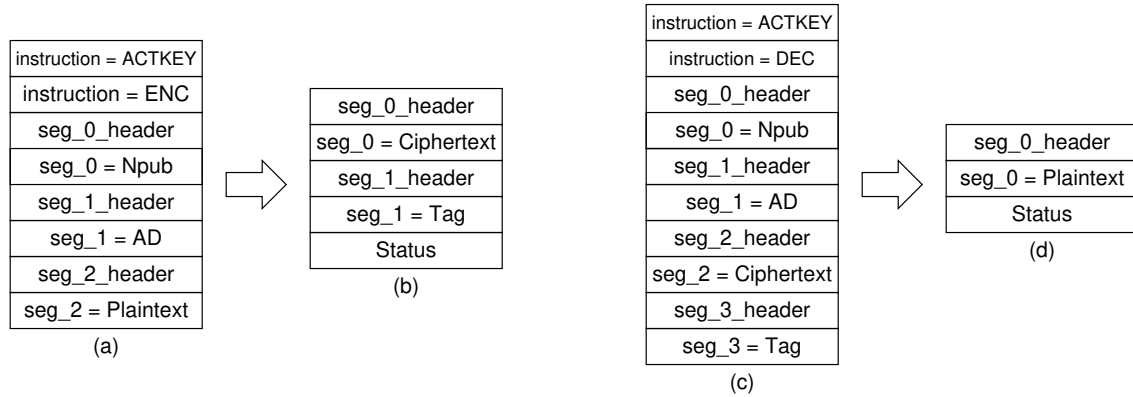 instruction = ACTKEY
instruction = ENC
seg_0_header
seg_0 = Npub
seg_1_header
seg_1 = AD
seg_2_header
seg_2 = Plaintext
(a)
seg_0_header
seg_0 = Ciphertext
seg_1_header
seg_1 = Tag
Status
(b)
instruction = ACTKEY
instruction = DEC
seg_0_header
seg_0 = Npub
seg_1_header
seg_1 = AD
seg_2_header
seg_2 = Ciphertext
seg_3_header
seg_3 = Tag
(c)
seg_0_header
seg_0 = Plaintext
Status
(d)